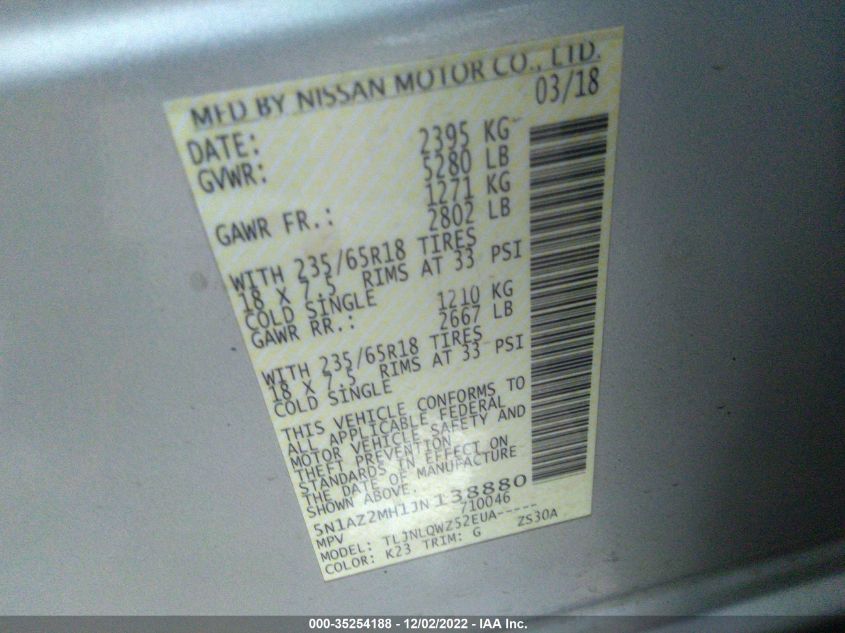 MFD BY NISSAN MOTOR CO., LTD.
DATE: 03/18
GVWR: 2395 KG
5280 LB
GAWR FR.: 1271 KG
2802 LB
WITH 235/65R18 TIRES
18 X 7.5 RIMS AT 33 PSI
COLD SINGLE
GAWR RR.: 1210 KG
2667 LB
WITH 235/65R18 TIRES
18 X 7.5 RIMS AT 33 PSI
COLD SINGLE
THIS VEHICLE CONFORMS TO
ALL APPLICABLE FEDERAL
MOTOR VEHICLE SAFETY AND
THEFT PREVENTION
STANDARDS IN EFFECT ON
THE DATE OF MANUFACTURE
SHOWN ABOVE.
5N1AZ2MH1JN138880
MPV /10046
MODEL: TLJNLQWZ52EUA-----
COLOR: K23 TRIM: G ZS30A
000-35254188 - 12/02/2022 - IAA Inc.